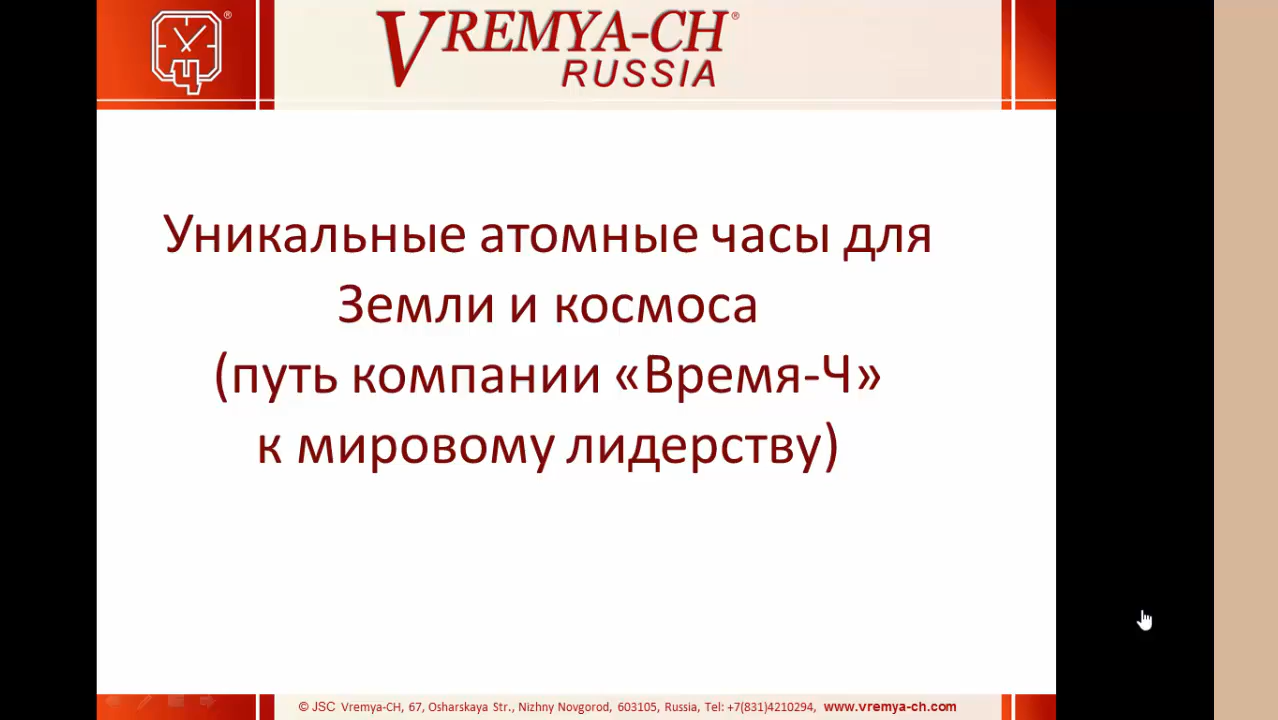 VREMYA-CH®
RUSSIA
®
Ч
Уникальные атомные часы для
Земли и космоса
(путь компании «Время-Ч»
к мировому лидерству)
© JSC Vremya-CH, 67, Osharskaya Str., Nizhny Novgorod, 603105, Russia, Tel: +7(831)4210294, www.vremya-ch.com